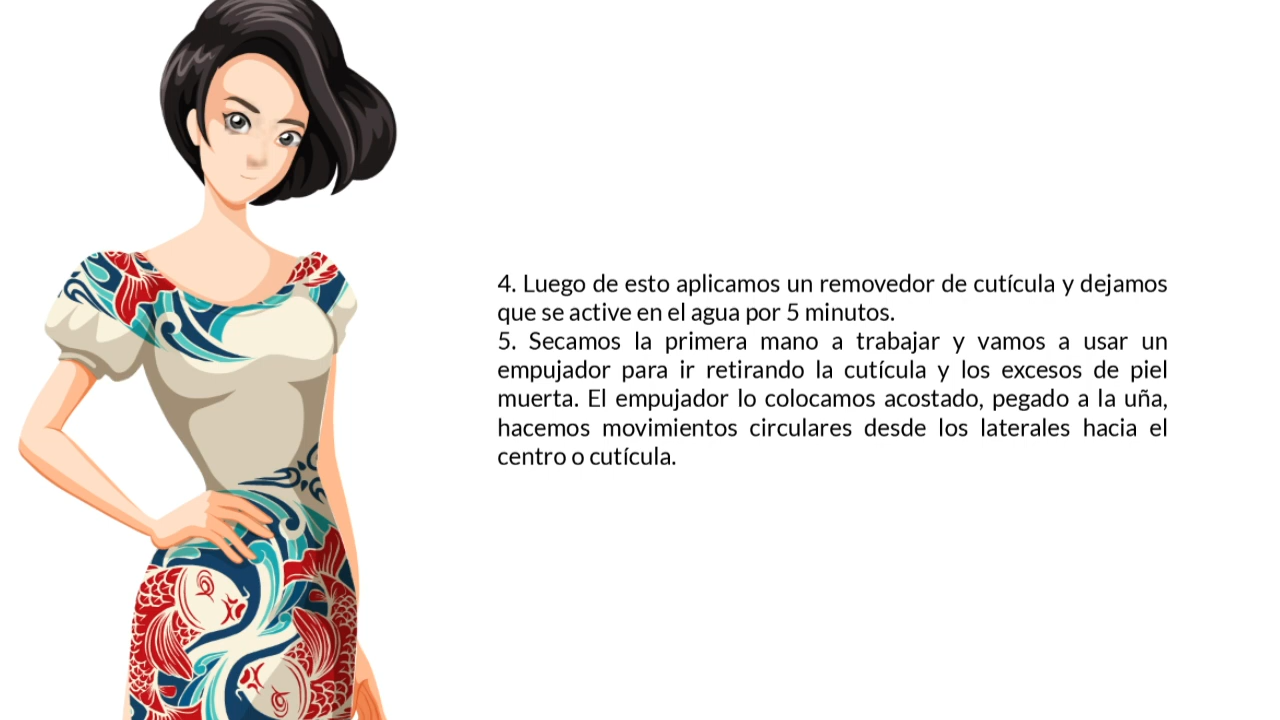 4. Luego de esto aplicamos un removedor de cutícula y dejamos
que se active en el agua por 5 minutos.
5. Secamos la primera mano a trabajar y vamos a usar un
empujador para ir retirando la cutícula y los excesos de piel
muerta. El empujador lo colocamos acostado, pegado a la uña,
hacemos movimientos circulares desde los laterales hacia el
centro o cutícula.